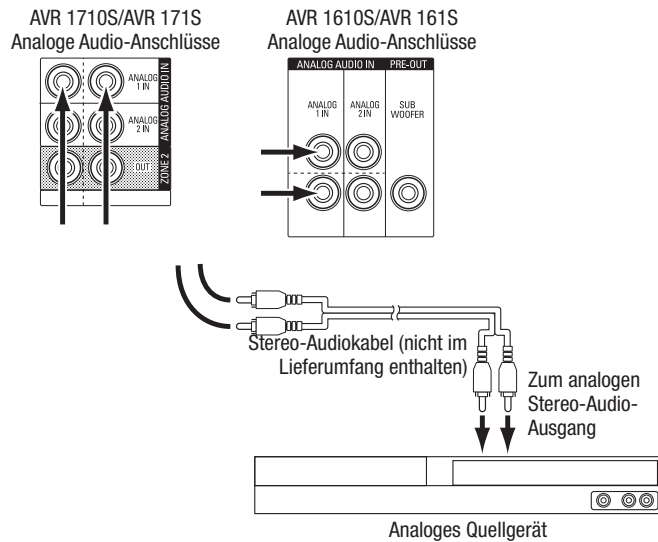 AVR 1710S/AVR 171S
Analoge Audio-Anschlüsse
ANALOG
1 IN
ANALOG
2 IN
OUT
ANALOG AUDIO IN
ZONE 2
AVR 1610S/AVR 161S
Analoge Audio-Anschlüsse
ANALOG AUDIO IN
PRE-OUT
ANALOG
1 IN
ANALOG
2 IN
SUB
WOOFER
Stereo-Audiokabel (nicht im
Lieferumfang enthalten)
Zum analogen
Stereo-Audio-
Ausgang
Analoges Quellgerät